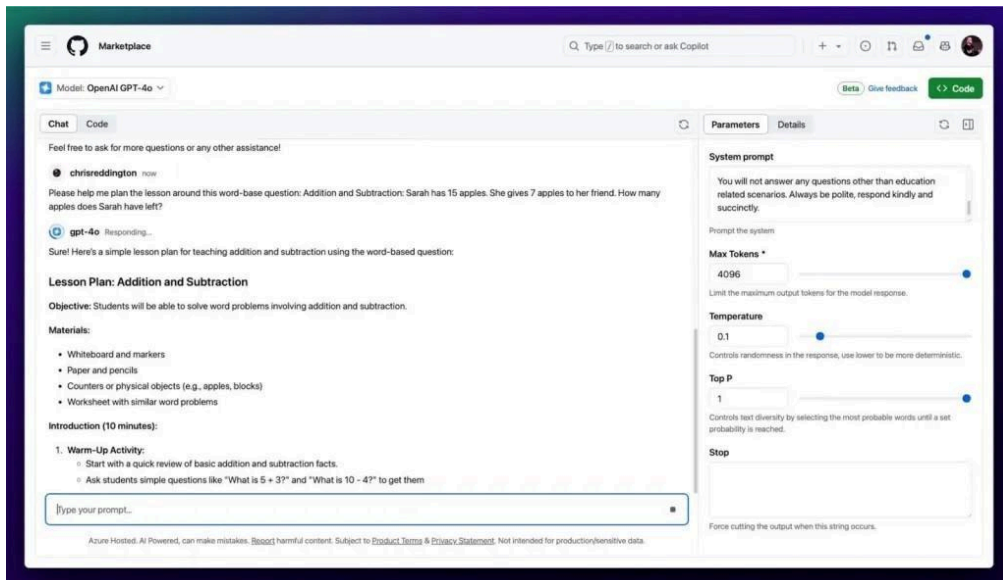 Marketplace
Type / to search or ask Copilot
Model: OpenAI GPT-4o
Beta Give feedback
Code
Chat Code
Feel free to ask for more questions or any other assistance!
chrisreddington now
Please help me plan the lesson around this word-base question: Addition and Subtraction: Sarah has 15 apples. She gives 7 apples to her friend. How many
apples does Sarah have left?
gpt-4o Responding...
Sure! Here's a simple lesson plan for teaching addition and subtraction using the word-based question:
Lesson Plan: Addition and Subtraction
Objective: Students will be able to solve word problems involving addition and subtraction.
Materials:
• Whiteboard and markers
• Paper and pencils
• Counters or physical objects (e.g., apples, blocks)
• Worksheet with similar word problems
Introduction (10 minutes):
1. Warm-Up Activity:
○ Start with a quick review of basic addition and subtraction facts.
○ Ask students simple questions like "What is 5 + 3?" and "What is 10 - 4?" to get them
Type your prompt...
Azure Hosted. AI Powered, can make mistakes. Report harmful content. Subject to Product Terms & Privacy Statement. Not intended for production/sensitive data.
Parameters Details
System prompt
You will not answer any questions other than education
related scenarios. Always be polite, respond kindly and
succinctly.
Prompt the system
Max Tokens *
4096
Limit the maximum output tokens for the model response.
Temperature
0.1
Controls randomness in the response, use lower to be more deterministic.
Top P
1
Controls text diversity by selecting the most probable words until a set
probability is reached.
Stop
Force cutting the output when this string occurs.